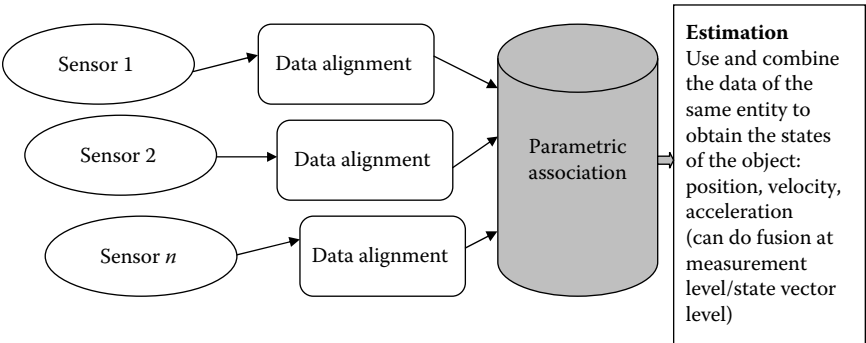 Sensor 1
Data alignment
Sensor 2
Data alignment
Sensor n
Data alignment
Parametric
association
Estimation
Use and combine
the data of the
same entity to
obtain the states
of the object:
position, velocity,
acceleration
(can do fusion at
measurement
level/state vector
level)